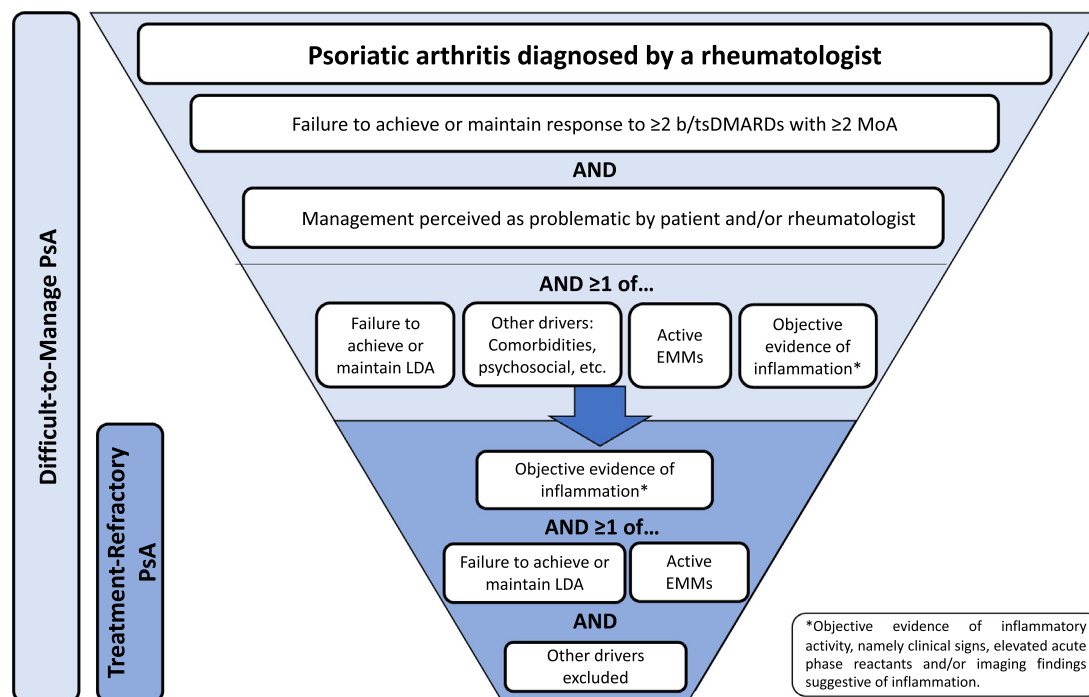 Psoriatic arthritis diagnosed by a rheumatologist
Failure to achieve or maintain response to ≥2 b/tsDMARDs with ≥2 MoA
AND
Management perceived as problematic by patient and/or rheumatologist
AND ≥1 of…
Failure to
achieve or
maintain LDA
Other drivers:
Comorbidities,
psychosocial, etc.
Active
EMMs
Objective
evidence of
inflammation*
Difficult-to-Manage PsA
Objective evidence of
inflammation*
AND ≥1 of…
Failure to achieve or
maintain LDA
Active
EMMs
AND
Other drivers
excluded
Treatment-Refractory
PsA
*Objective evidence of inflammatory
activity, namely clinical signs, elevated acute
phase reactants and/or imaging findings
suggestive of inflammation.